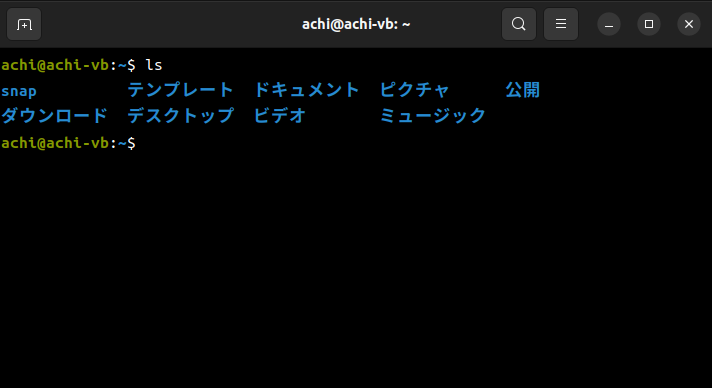 achi@achi-vb: ~
achi@achi-vb:~$ ls
snap テンプレート ドキュメント ピクチャ 公開
ダウンロード デスクトップ ビデオ ミュージック
achi@achi-vb:~$